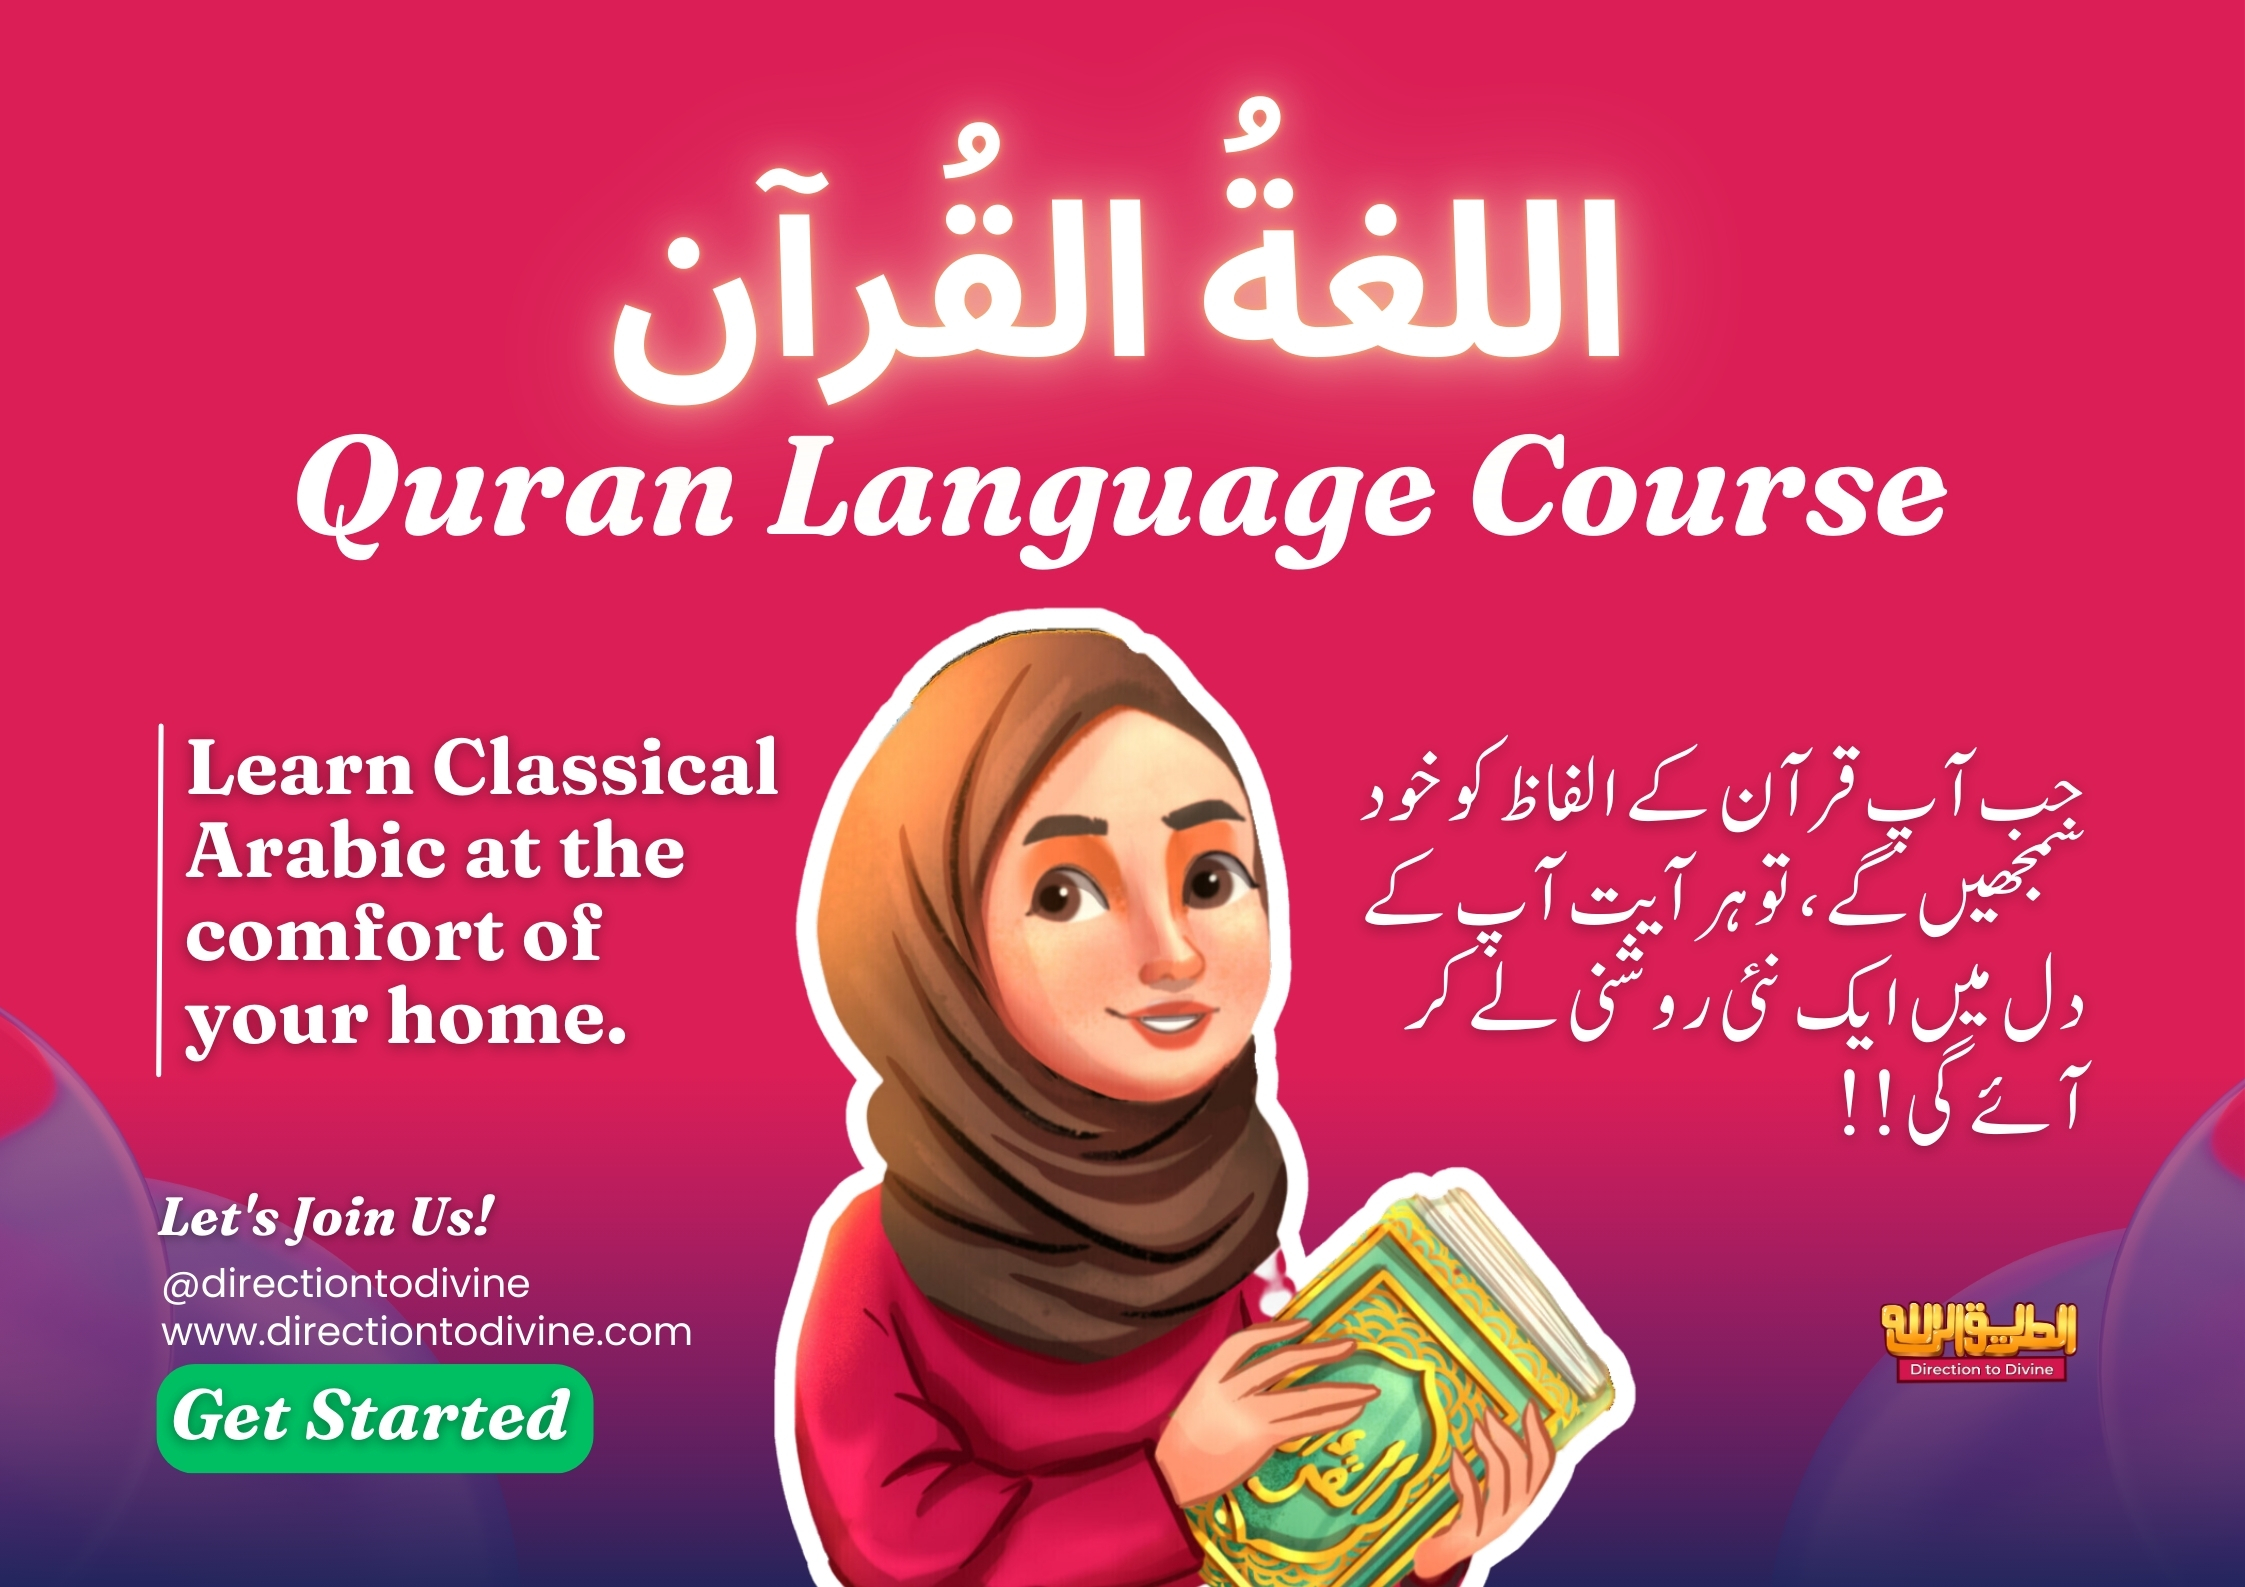 اللغةُ القُرآن
Quran Language Course
Learn Classical
Arabic at the
comfort of
your home.
جب آپ قرآن کے الفاظ کو خود
سمجھیں گے، تو ہر آیت آپ کے
دل میں ایک نئی روشنی لے کر
آئے گی!!
Let's Join Us!
@directiontodivine
www.directiontodivine.com
Get Started
Direction to Divine